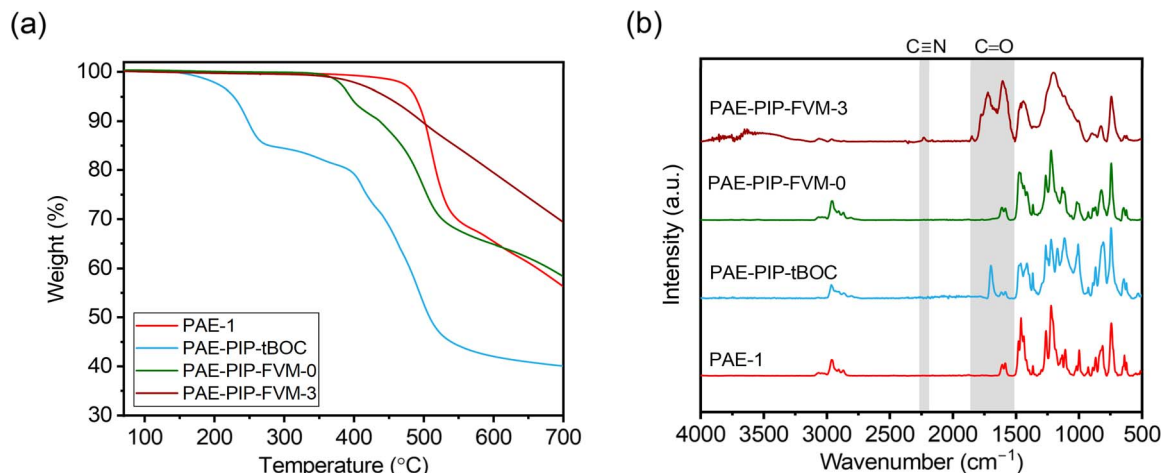 (a)
100
90
80
70
60
50
40
30
Weight (%)
PAE-1
PAE-PIP-tBOC
PAE-PIP-FVM-0
PAE-PIP-FVM-3
100 200 300 400 500 600 700
Temperature (°C)
(b)
C≡N C=O
PAE-PIP-FVM-3
PAE-PIP-FVM-0
PAE-PIP-tBOC
PAE-1
Intensity (a.u.)
4000 3500 3000 2500 2000 1500 1000 500
Wavenumber (cm⁻¹)